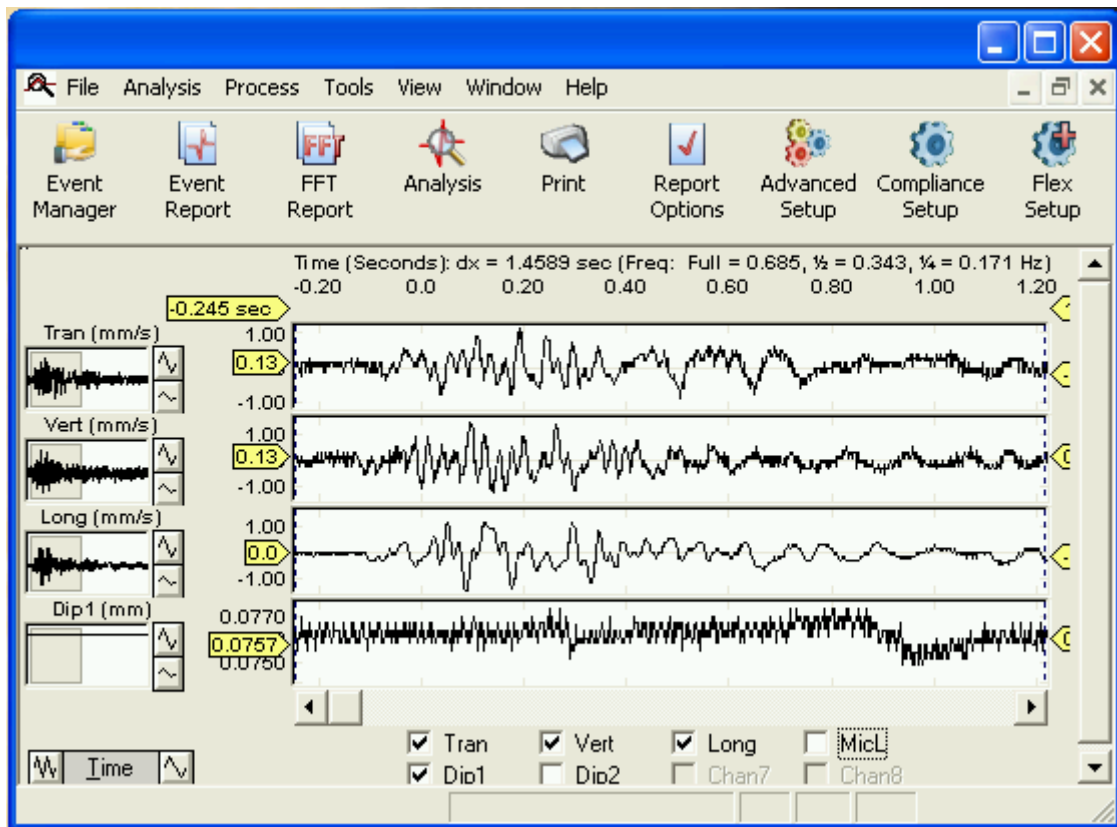 File Analysis Process Tools View Window Help
Event Manager
Event Report
FFT
FFT Report
Analysis
Print
Report Options
Advanced Setup
Compliance Setup
Flex Setup
Time (Seconds): dx = 1.4589 sec (Freq: Full = 0.685, ½ = 0.343, ¼ = 0.171 Hz)
-0.20 0.0 0.20 0.40 0.60 0.80 1.00 1.20
-0.245 sec
Tran (mm/s)
1.00
0.13
-1.00
Vert (mm/s)
1.00
0.13
-1.00
Long (mm/s)
1.00
0.0
-1.00
Dip1 (mm)
0.0770
0.0757
0.0750
Tran Vert Long MicL
Time
Dip1 Dip2 Chan7 Chan8